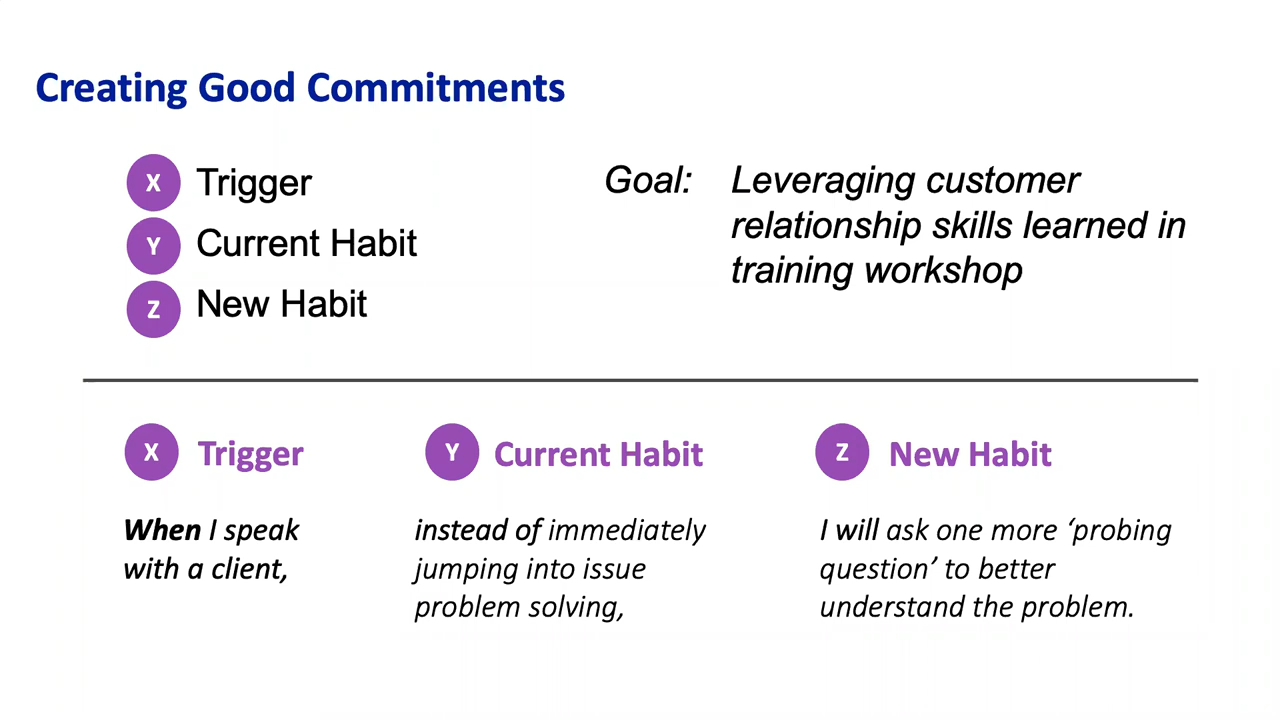 Creating Good Commitments
X Trigger
Y Current Habit
Z New Habit
Goal: Leveraging customer
relationship skills learned in
training workshop
X Trigger
When I speak
with a client,
Y Current Habit
instead of immediately
jumping into issue
problem solving,
Z New Habit
I will ask one more ‘probing
question’ to better
understand the problem.